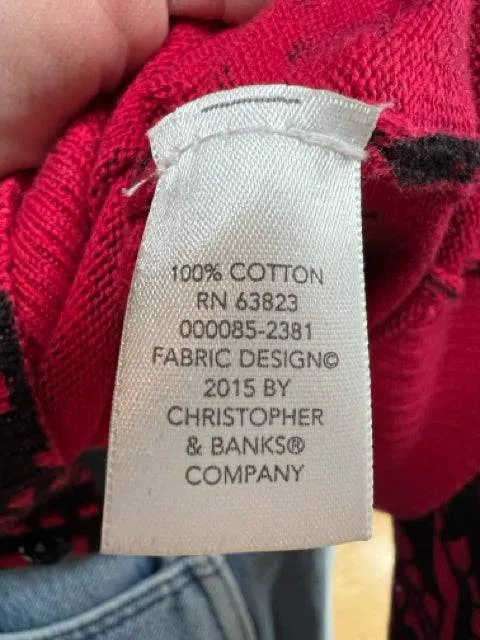 100% COTTON
RN 63823
000085-2381
FABRIC DESIGN©
2015 BY
CHRISTOPHER
& BANKS®
COMPANY